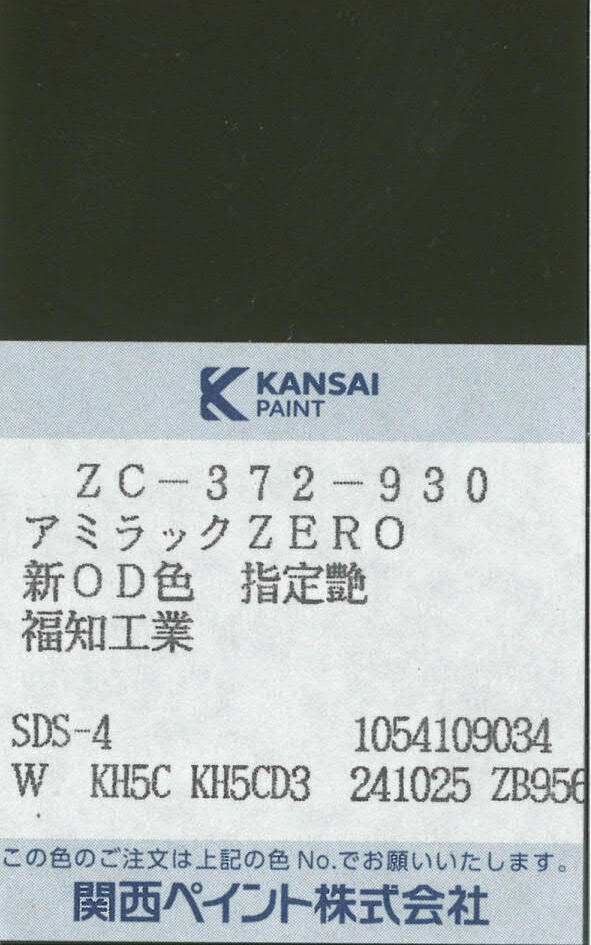 KANSAI
PAINT
ZC-372-930
アミラックZERO
新OD色 指定艶
福知工業
SDS-4 1054109034
W KH5C KH5CD3 241025 ZB956
この色のご注文は上記の色No.でお願いいたします。
関西ペイント株式会社